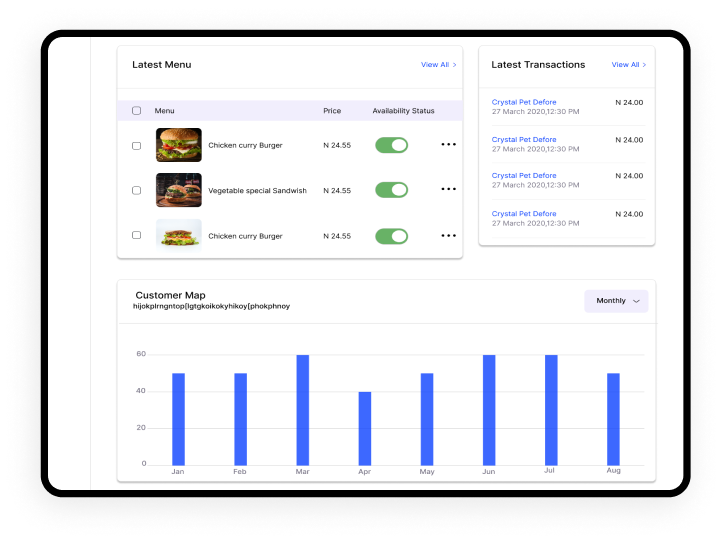 Latest Menu
View All >
Menu Price Availability Status
Chicken curry Burger N 24.55
Vegetable special Sandwish N 24.55
Chicken curry Burger N 24.55
Latest Transactions
View All >
Crystal Pet Defore N 24.00
27 March 2020,12:30 PM
Crystal Pet Defore N 24.00
27 March 2020,12:30 PM
Crystal Pet Defore N 24.00
27 March 2020,12:30 PM
Crystal Pet Defore N 24.00
27 March 2020,12:30 PM
Customer Map
hijokplrngntop[lgtgkoikokyhikoy[phokphnoy
Monthly
60
40
20
0
Jan Feb Mar Apr May Jun Jul Aug